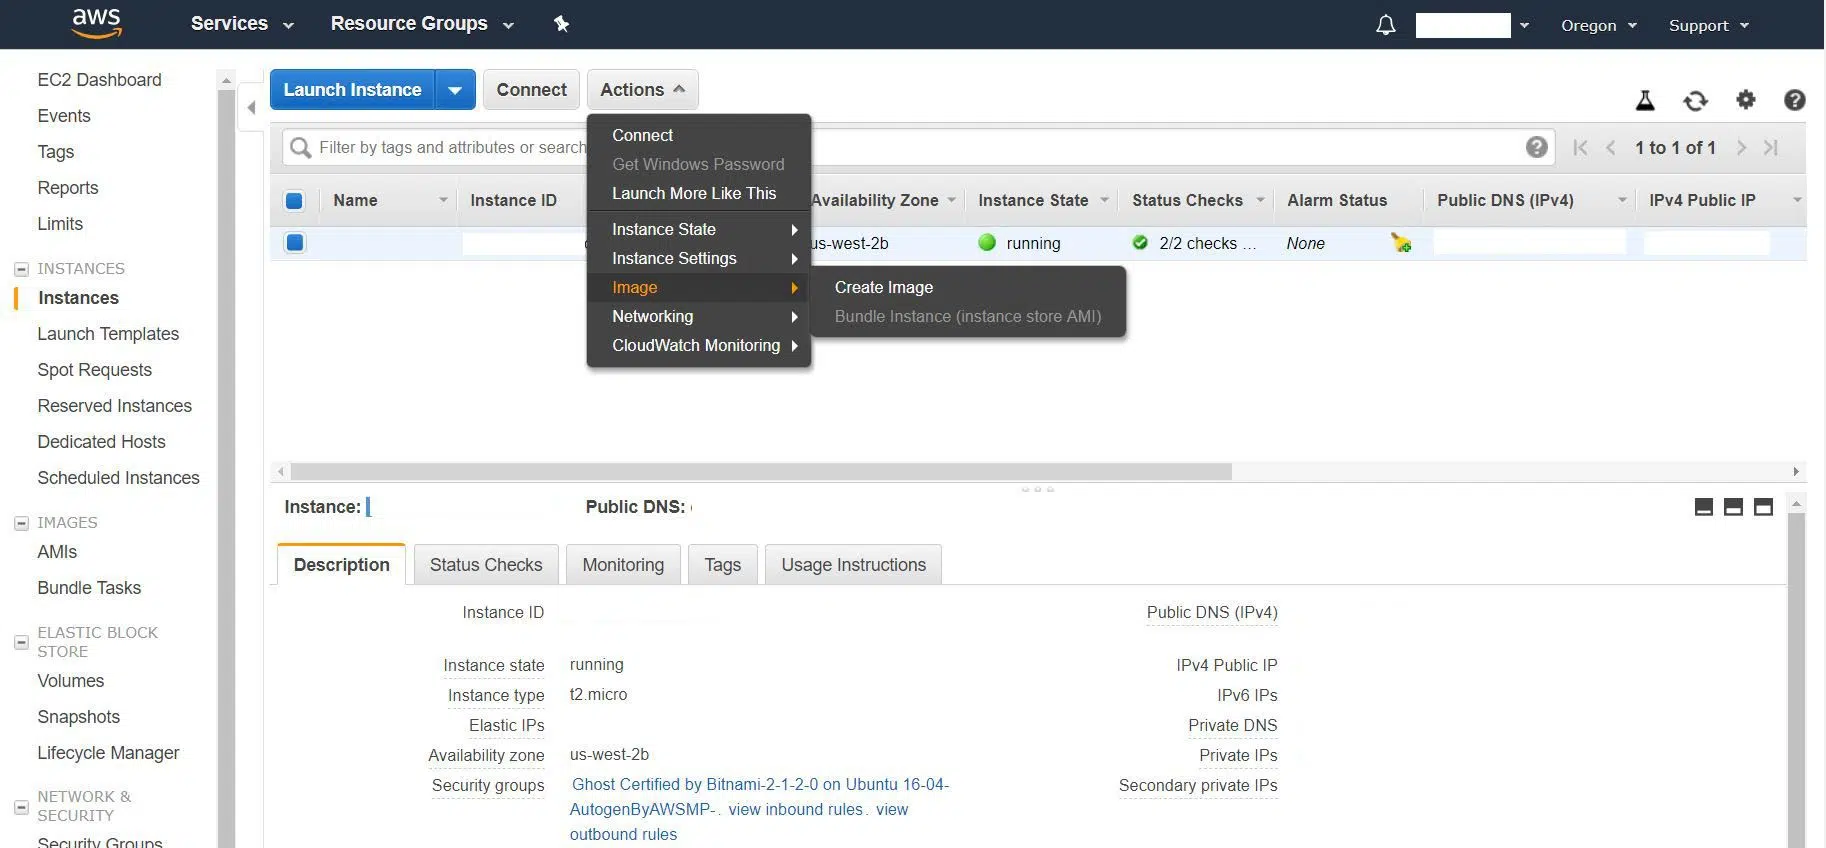 aws
Services
Resource Groups
Oregon
Support
EC2 Dashboard
Events
Tags
Reports
Limits
INSTANCES
Instances
Launch Templates
Spot Requests
Reserved Instances
Dedicated Hosts
Scheduled Instances
IMAGES
AMIs
Bundle Tasks
ELASTIC BLOCK
STORE
Volumes
Snapshots
Lifecycle Manager
NETWORK &
SECURITY
Security Groups
Launch Instance
Connect
Actions
Filter by tags and attributes or search
1 to 1 of 1
Connect
Get Windows Password
Launch More Like This
Instance State
Instance Settings
Image
Networking
CloudWatch Monitoring
Create Image
Bundle Instance (instance store AMI)
Name
Instance ID
Availability Zone
Instance State
Status Checks
Alarm Status
Public DNS (IPv4)
IPv4 Public IP
us-west-2b
running
2/2 checks ...
None
Instance:
Public DNS:
Description
Status Checks
Monitoring
Tags
Usage Instructions
Instance ID
Instance state running
Instance type t2.micro
Elastic IPs
Availability zone us-west-2b
Security groups Ghost Certified by Bitnami-2-1-2-0 on Ubuntu 16-04-
AutogenByAWSMP-. view inbound rules. view
outbound rules
Public DNS (IPv4)
IPv4 Public IP
IPv6 IPs
Private DNS
Private IPs
Secondary private IPs